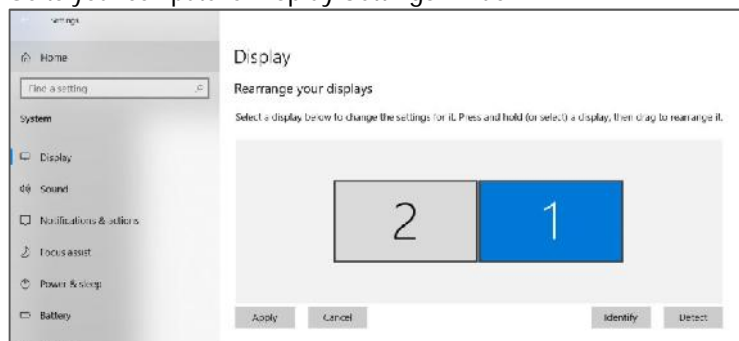 Settings
Home
Display
Find a setting
Rearrange your displays
System
Select a display below to change the settings for it. Press and hold (or select) a display, then drag to rearrange it.
Display
Sound
2 1
Notifications & actions
Focus assist
Power & sleep
Battery
Apply Cancel Identify Detect